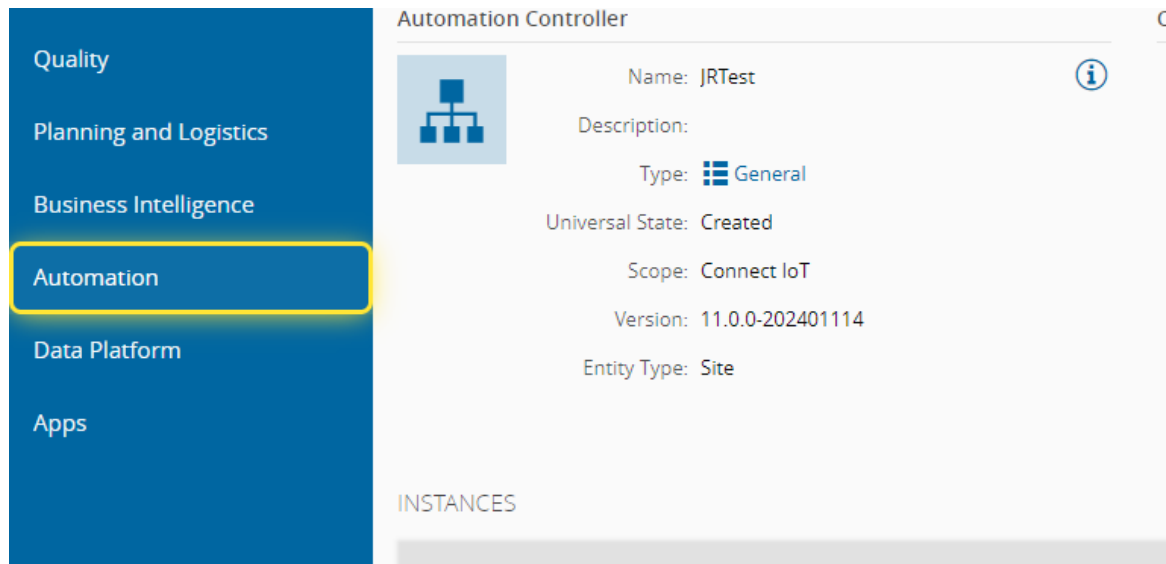 Quality
Planning and Logistics
Business Intelligence
Automation
Data Platform
Apps
Automation Controller
Name: JRTest
Description:
Type: General
Universal State: Created
Scope: Connect IoT
Version: 11.0.0-202401114
Entity Type: Site
INSTANCES